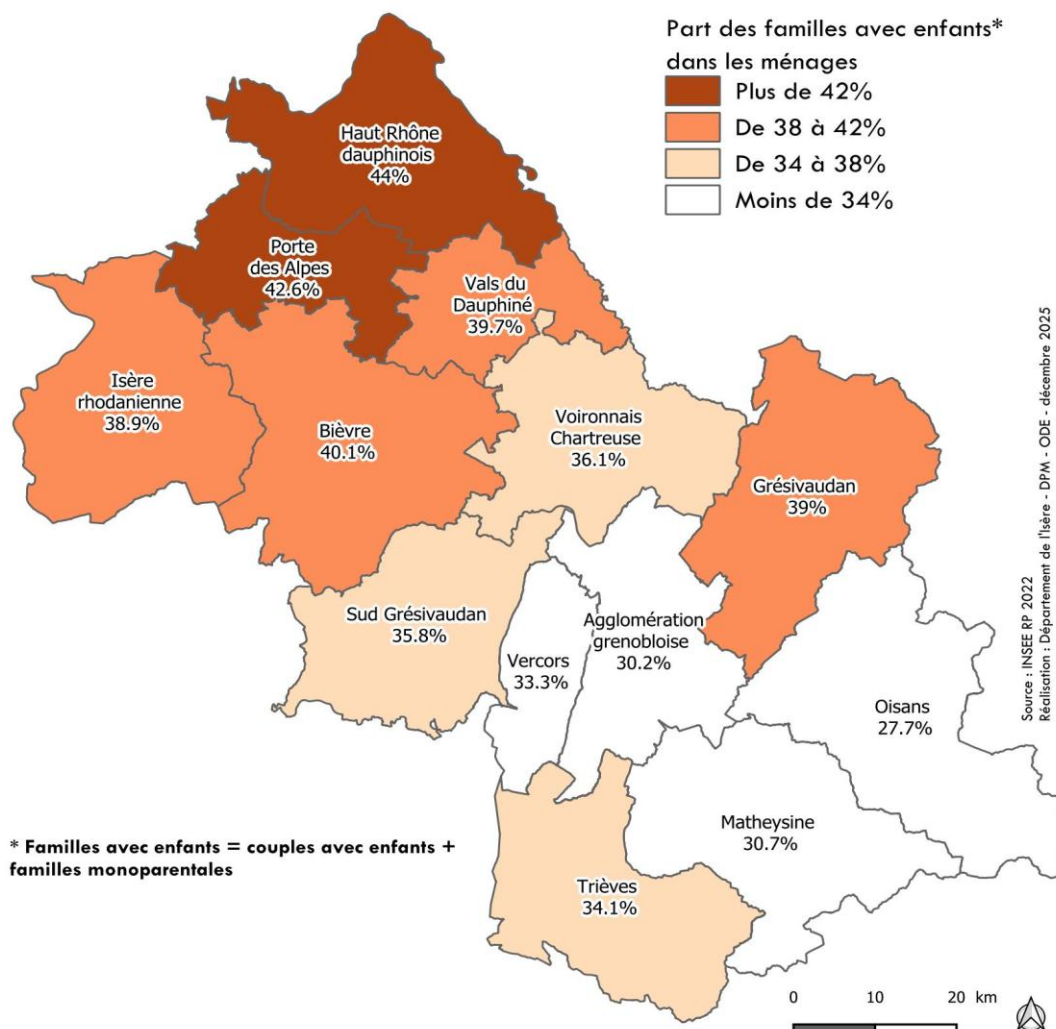 Part des familles avec enfants*
dans les ménages
Plus de 42%
De 38 à 42%
De 34 à 38%
Moins de 34%
Haut Rhône
dauphinois
44%
Porte
des Alpes
42.6%
Vals du
Dauphiné
39.7%
Isère
rhodanienne
38.9%
Bièvre
40.1%
Voironnais
Chartreuse
36.1%
Grésivaudan
39%
Sud Grésivaudan
35.8%
Vercors
33.3%
Agglomération
grenobloise
30.2%
Oisans
27.7%
Matheysine
30.7%
Trièves
34.1%
* Familles avec enfants = couples avec enfants +
familles monoparentales
0 10 20 km
Source : INSEE RP 2022
Réalisation : Département de l'Isère - DPM - ODE - décembre 2025